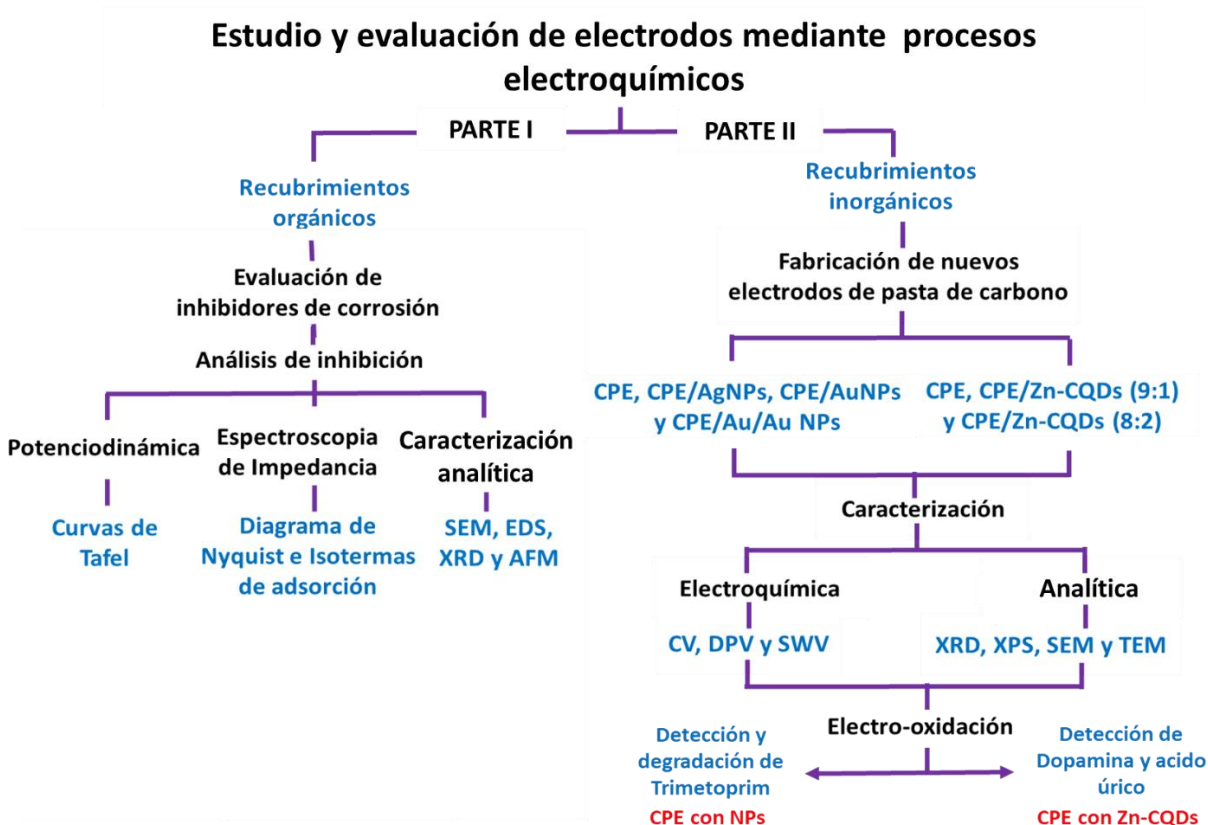 Estudio y evaluación de electrodos mediante procesos
electroquímicos
PARTE I
PARTE II
Recubrimientos
orgánicos
Evaluación de
inhibidores de corrosión
Análisis de inhibición
Potenciodinámica
Curvas de
Tafel
Espectroscopia
de Impedancia
Diagrama de
Nyquist e Isotermas
de adsorción
Caracterización
analítica
SEM, EDS,
XRD y AFM
Recubrimientos
inorgánicos
Fabricación de nuevos
electrodos de pasta de carbono
CPE, CPE/AgNPs, CPE/AuNPs
y CPE/Au/Au NPs
CPE, CPE/Zn-CQDs (9:1)
y CPE/Zn-CQDs (8:2)
Caracterización
Electroquímica
CV, DPV y SWV
Analítica
XRD, XPS, SEM y TEM
Electro-oxidación
Detección y
degradación de
Trimetoprim
CPE con NPs
Detección de
Dopamina y acido
úrico
CPE con Zn-CQDs